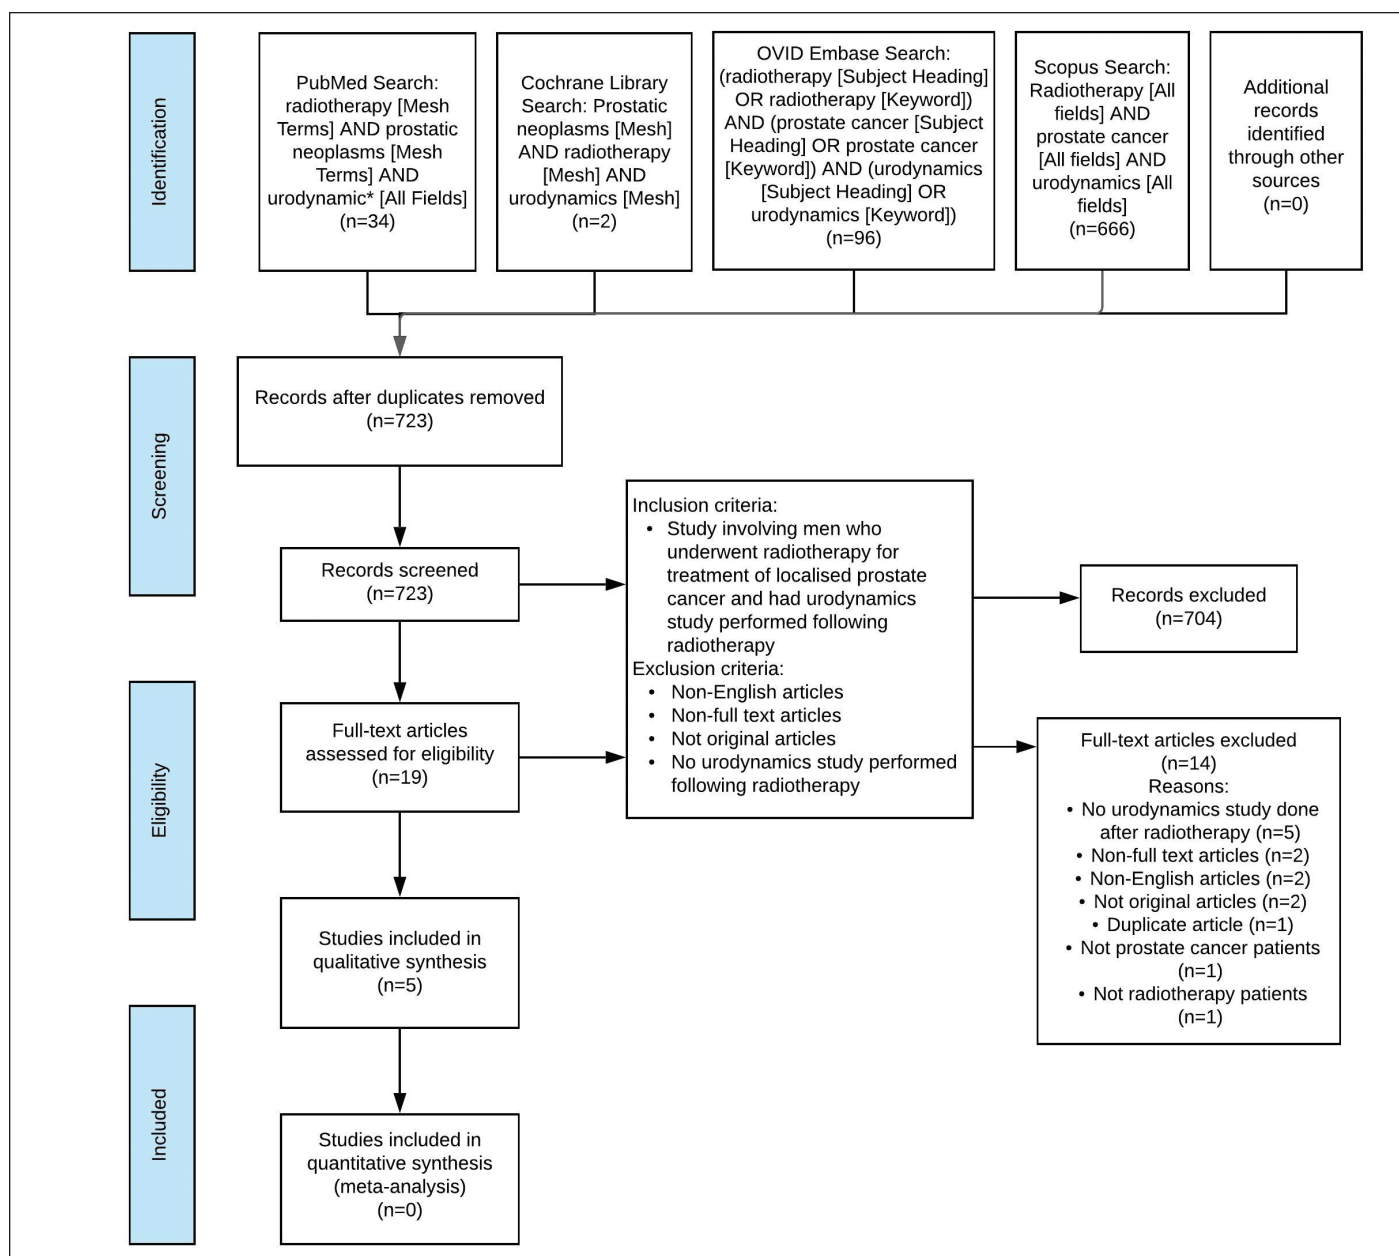 Identification
PubMed Search:
radiotherapy [Mesh
Terms] AND prostatic
neoplasms [Mesh
Terms] AND
urodynamic* [All Fields]
(n=34)
Cochrane Library
Search: Prostatic
neoplasms [Mesh]
AND radiotherapy
[Mesh] AND
urodynamics [Mesh]
(n=2)
OVID Embase Search:
(radiotherapy [Subject Heading]
OR radiotherapy [Keyword])
AND (prostate cancer [Subject
Heading] OR prostate cancer
[Keyword]) AND (urodynamics
[Subject Heading] OR
urodynamics [Keyword])
(n=96)
Scopus Search:
Radiotherapy [All
fields] AND
prostate cancer
[All fields] AND
urodynamics [All
fields]
(n=666)
Additional
records
identified
through other
sources
(n=0)
Screening
Records after duplicates removed
(n=723)
Records screened
(n=723)
Inclusion criteria:
• Study involving men who
underwent radiotherapy for
treatment of localised prostate
cancer and had urodynamics
study performed following
radiotherapy
Exclusion criteria:
• Non-English articles
• Non-full text articles
• Not original articles
• No urodynamics study performed
following radiotherapy
Records excluded
(n=704)
Eligibility
Full-text articles
assessed for eligibility
(n=19)
Full-text articles excluded
(n=14)
Reasons:
• No urodynamics study done
after radiotherapy (n=5)
• Non-full text articles (n=2)
• Non-English articles (n=2)
• Not original articles (n=2)
• Duplicate article (n=1)
• Not prostate cancer patients
(n=1)
• Not radiotherapy patients
(n=1)
Studies included in
qualitative synthesis
(n=5)
Included
Studies included in
quantitative synthesis
(meta-analysis)
(n=0)